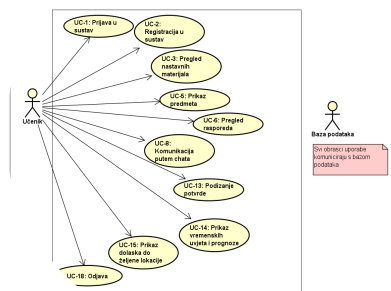 UC-1: Prijava u
sustav
UC-2:
Registracija u
sustav
UC-3: Pregled
nastavnih
materijala
UC-5: Prikaz
predmeta
UC-6: Pregled
rasporeda
Učenik
Baza podataka
UC-8:
Komunikacija
putem chata
Svi obrasci uporabe
komuniciraju s bazom
podataka
UC-13: Podizanje
potvrde
UC-14: Prikaz
vremenskih
uvjeta i prognoze
UC-15: Prikaz
dolaska do
željene lokacije
UC-18: Odjava